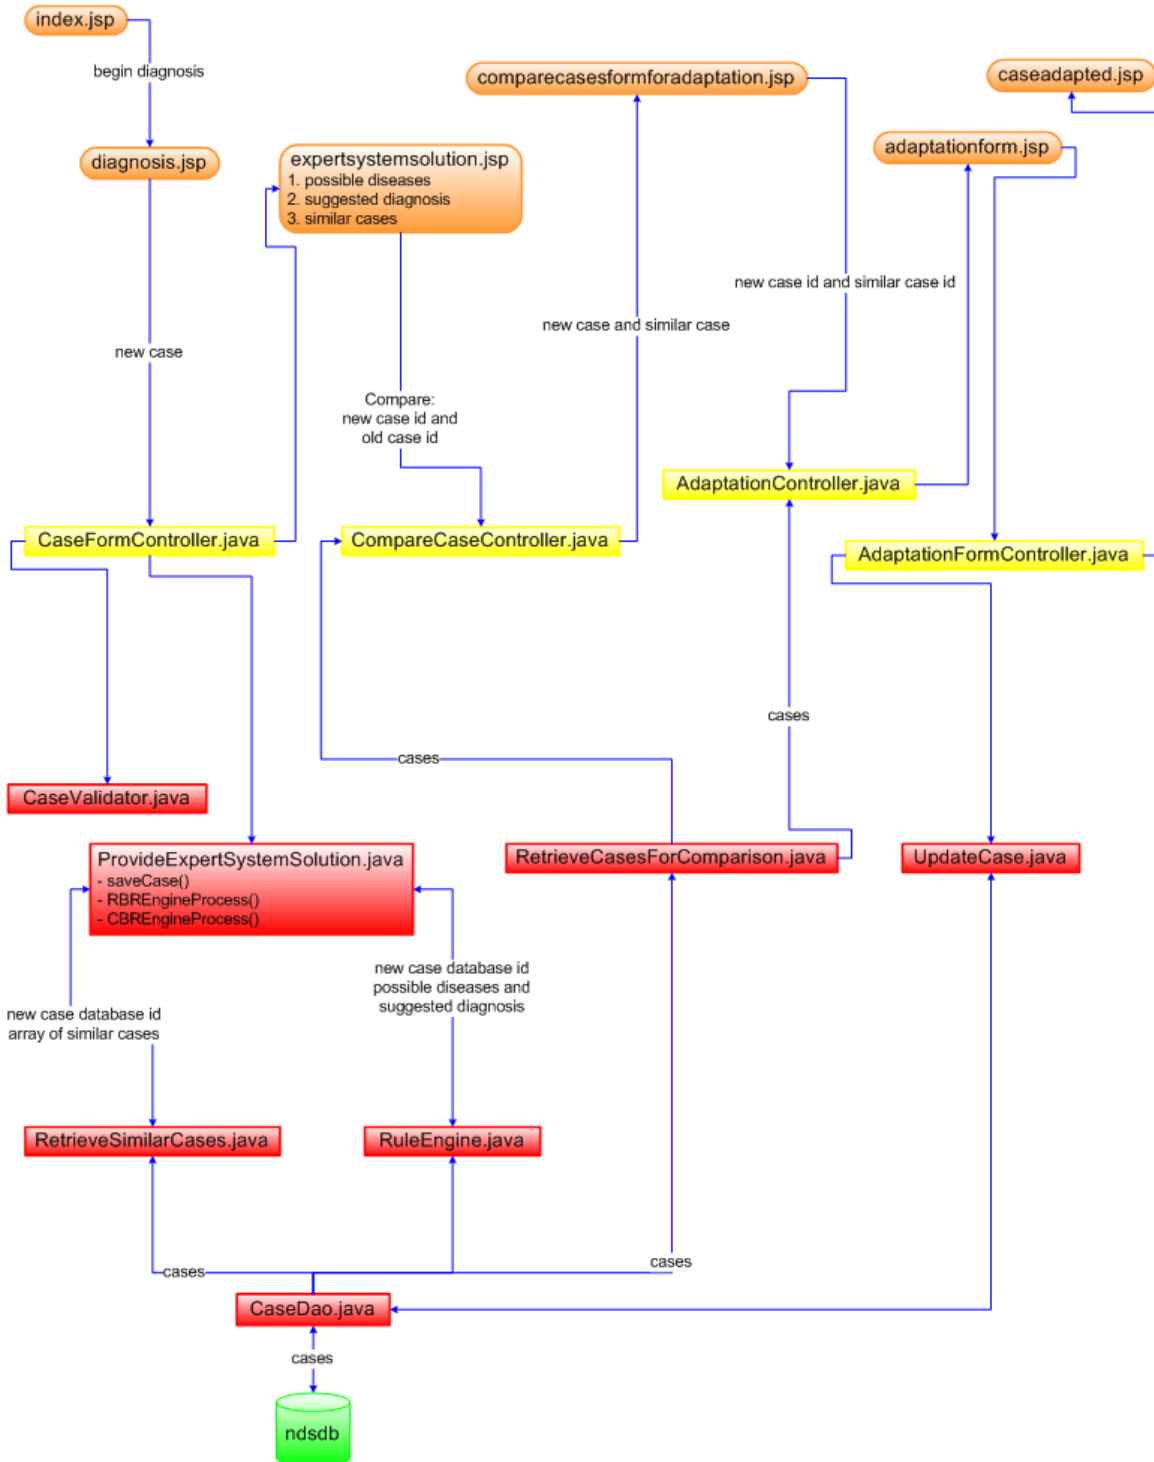 index.jsp
begin diagnosis
diagnosis.jsp
new case
expertsystemsolution.jsp
1. possible diseases
2. suggested diagnosis
3. similar cases
Compare:
new case id and
old case id
comparecasesformforadaptation.jsp
new case and similar case
new case id and similar case id
caseadapted.jsp
adaptationform.jsp
AdaptationController.java
CaseFormController.java
CompareCaseController.java
AdaptationFormController.java
cases
cases
CaseValidator.java
ProvideExpertSystemSolution.java
- saveCase()
- RBREngineProcess()
- CBREngineProcess()
RetrieveCasesForComparison.java
UpdateCase.java
new case database id
possible diseases and
suggested diagnosis
new case database id
array of similar cases
RetrieveSimilarCases.java
RuleEngine.java
cases
cases
CaseDao.java
cases
ndsdb